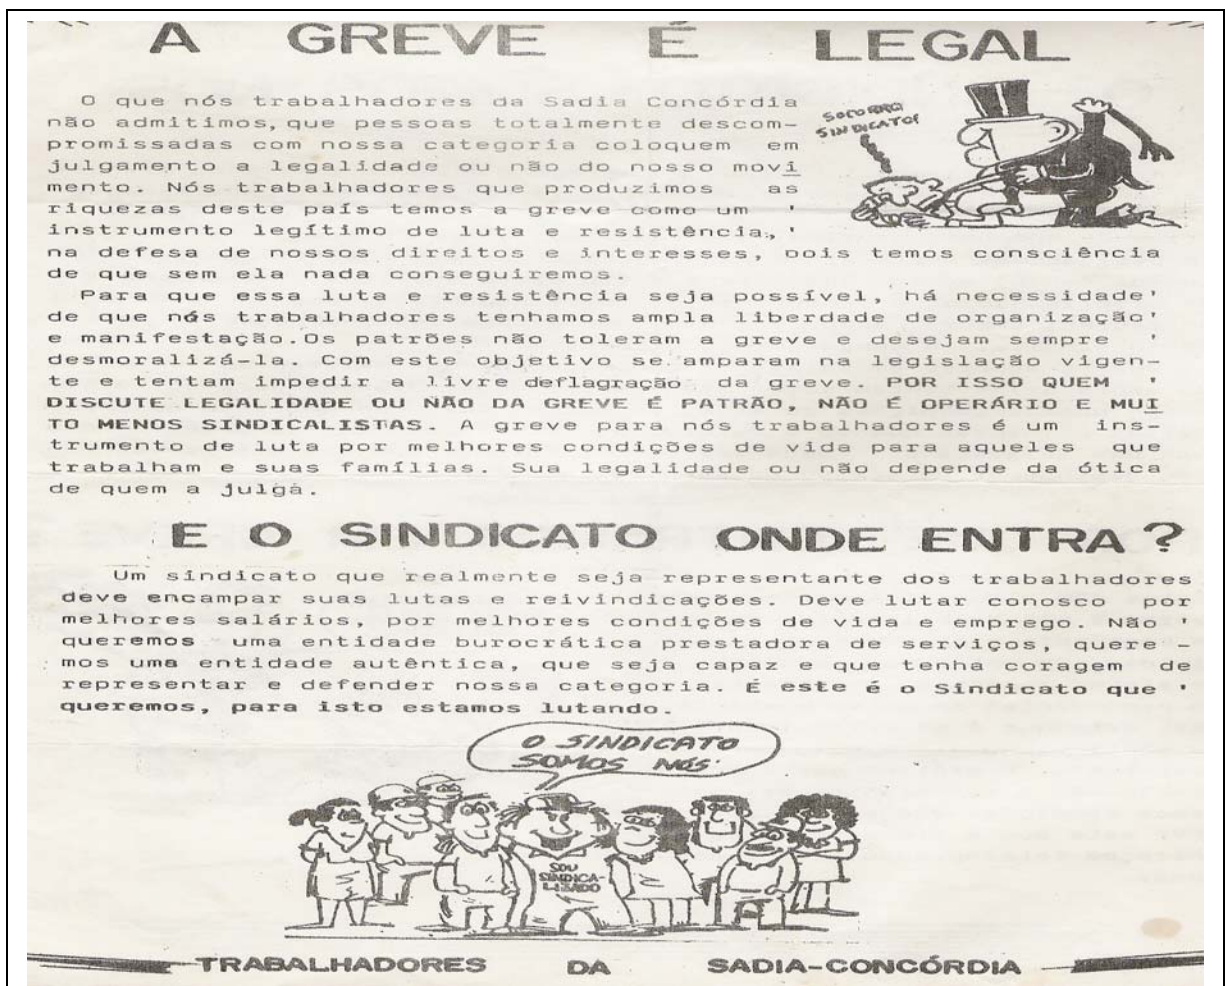 A GREVE É LEGAL
O que nós trabalhadores da Sadia Concórdia
não admitimos, que pessoas totalmente descom-
promissadas com nossa categoria coloquem em
julgamento a legalidade ou não do nosso movi
mento. Nós trabalhadores que produzimos as
riquezas deste país temos a greve como um '
instrumento legítimo de luta e resistência, '
na defesa de nossos direitos e interesses, pois temos consciência
de que sem ela nada conseguiremos.
SOCORRO
SINDICATO!
Para que essa luta e resistência seja possível, há necessidade'
de que nós trabalhadores tenhamos ampla liberdade de organização'
e manifestação. Os patrões não toleram a greve e desejam sempre '
desmoralizá-la. Com este objetivo se amparam na legislação vigen-
te e tentam impedir a livre deflagração da greve. POR ISSO QUEM '
DISCUTE LEGALIDADE OU NÃO DA GREVE É PATRÃO, NÃO É OPERÁRIO E MUI
TO MENOS SINDICALISTAS. A greve para nós trabalhadores é um ins-
trumento de luta por melhores condições de vida para aqueles que
trabalham e suas famílias. Sua legalidade ou não depende da ótica
de quem a julga.
E O SINDICATO ONDE ENTRA?
Um sindicato que realmente seja representante dos trabalhadores
deve encampar suas lutas e reivindicações. Deve lutar conosco por
melhores salários, por melhores condições de vida e emprego. Não '
queremos uma entidade burocrática prestadora de serviços, quere-
mos uma entidade autêntica, que seja capaz e que tenha coragem de
representar e defender nossa categoria. É este é o Sindicato que '
queremos, para isto estamos lutando.
O SINDICATO
SOMOS NÓS.
SOU
SINDICA-
LIZADO
TRABALHADORES DA SADIA-CONCÓRDIA